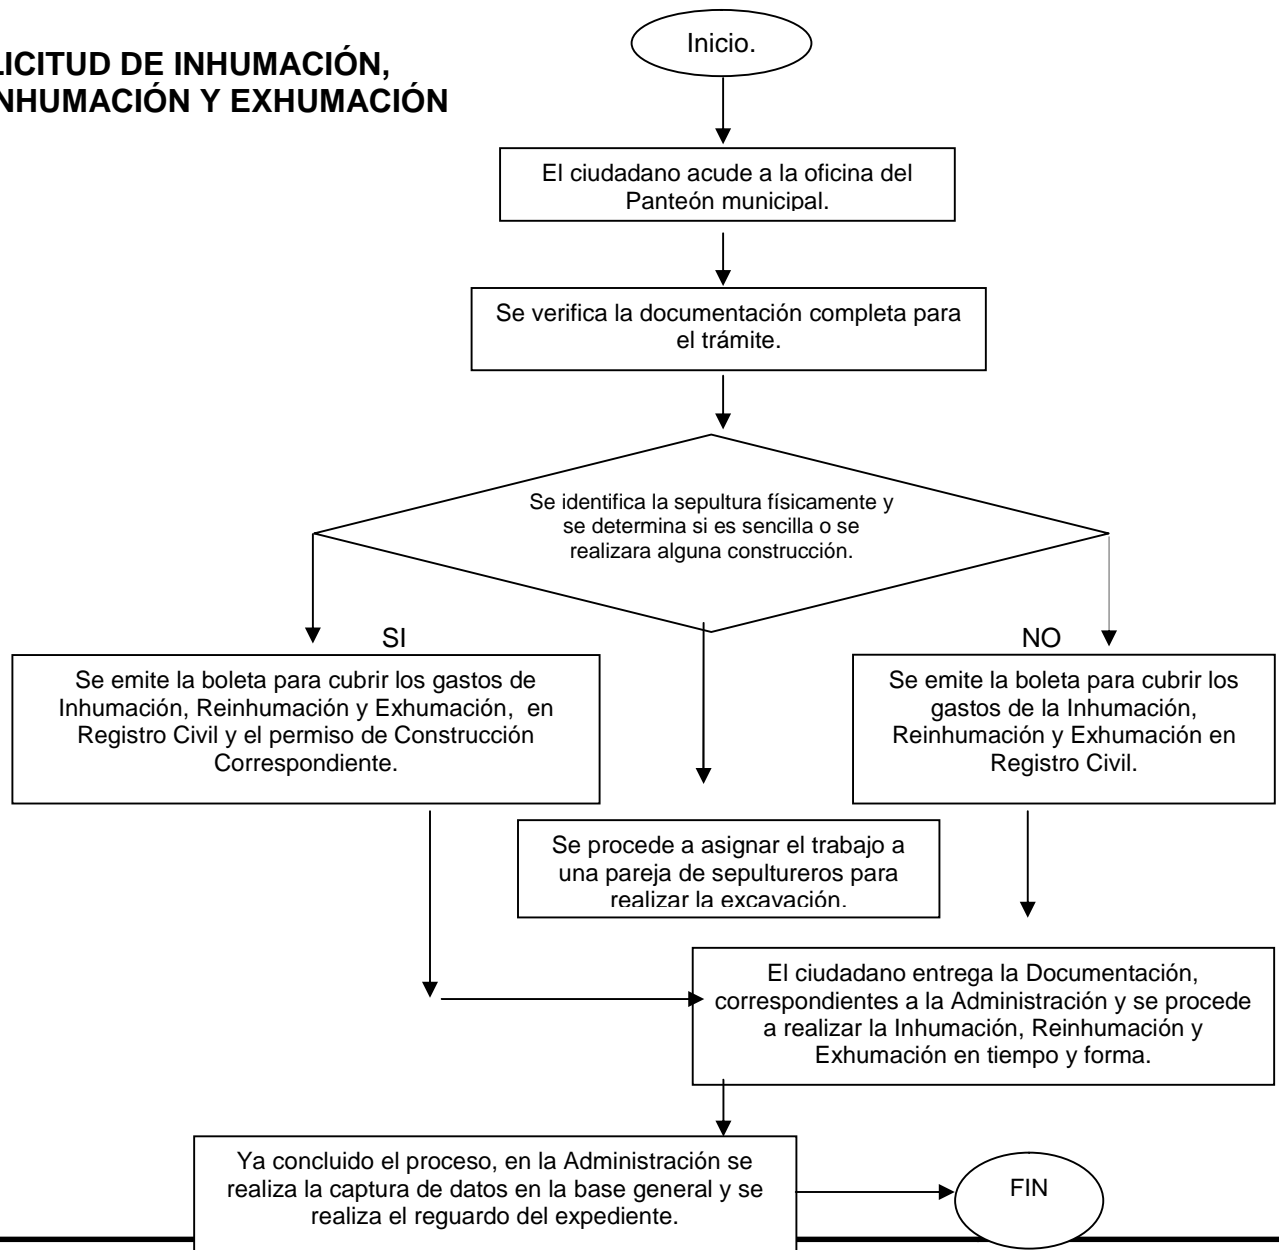 LICITUD DE INHUMACIÓN,
INHUMACIÓN Y EXHUMACIÓN
Inicio.
El ciudadano acude a la oficina del
Panteón municipal.
Se verifica la documentación completa para
el trámite.
Se identifica la sepultura físicamente y
se determina si es sencilla o se
realizara alguna construcción.
SI
NO
Se emite la boleta para cubrir los gastos de
Inhumación, Reinhumación y Exhumación, en
Registro Civil y el permiso de Construcción
Correspondiente.
Se emite la boleta para cubrir los
gastos de la Inhumación,
Reinhumación y Exhumación en
Registro Civil.
Se procede a asignar el trabajo a
una pareja de sepultureros para
realizar la excavación.
El ciudadano entrega la Documentación,
correspondientes a la Administración y se procede
a realizar la Inhumación, Reinhumación y
Exhumación en tiempo y forma.
Ya concluido el proceso, en la Administración se
realiza la captura de datos en la base general y se
realiza el reguardo del expediente.
FIN